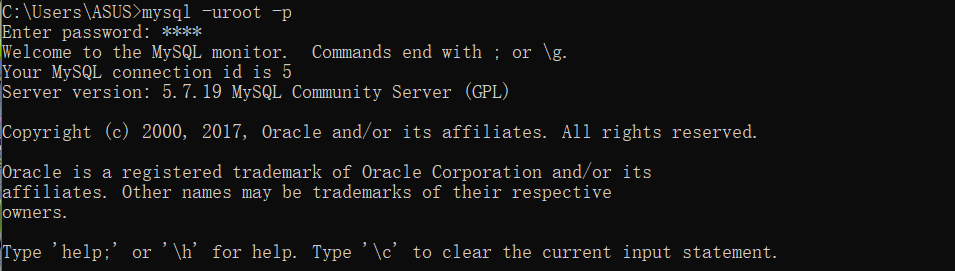 C:\Users\ASUS>mysql -uroot -p
Enter password: ****
Welcome to the MySQL monitor.  Commands end with ; or \g.
Your MySQL connection id is 5
Server version: 5.7.19 MySQL Community Server (GPL)
Copyright (c) 2000, 2017, Oracle and/or its affiliates. All rights reserved.
Oracle is a registered trademark of Oracle Corporation and/or its
affiliates. Other names may be trademarks of their respective
owners.
Type 'help;' or '\h' for help. Type '\c' to clear the current input statement.